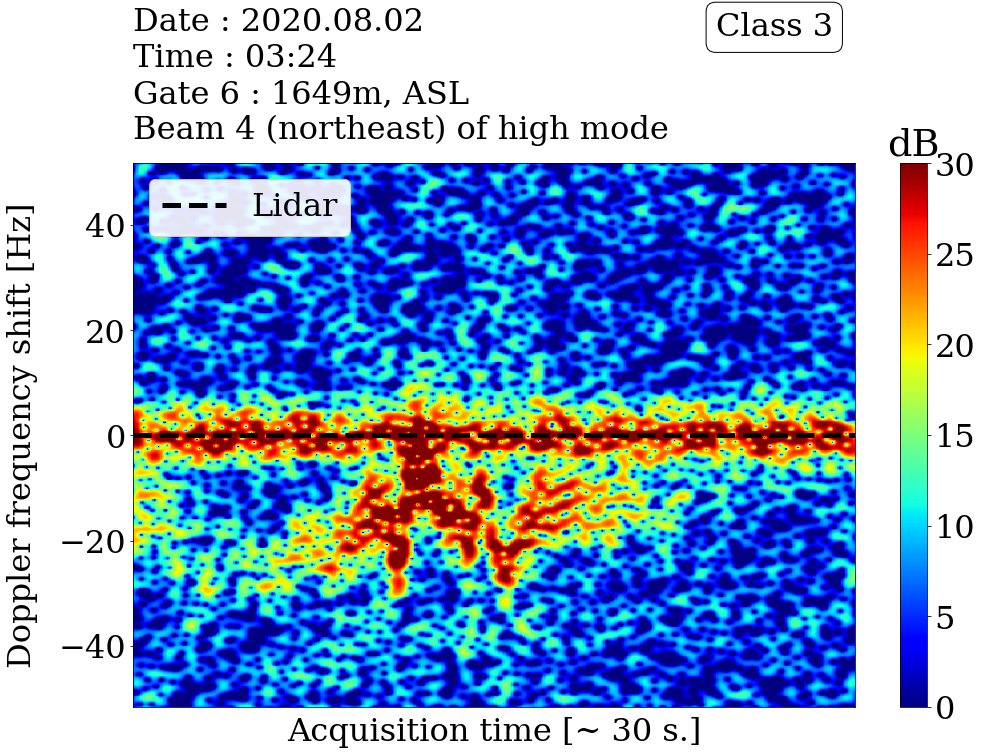 Date : 2020.08.02
Time : 03:24
Gate 6 : 1649m, ASL
Beam 4 (northeast) of high mode
Class 3
dB
Lidar
Doppler frequency shift [Hz]
40
20
0
−20
−40
30
25
20
15
10
5
0
Acquisition time [~ 30 s.]